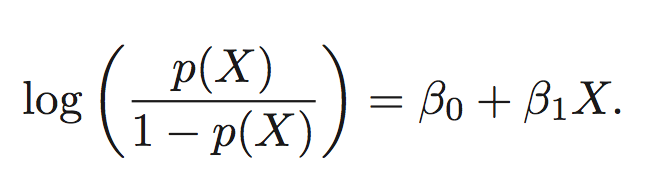 log ( p(X) / 1 − p(X) ) = β₀ + β₁X.